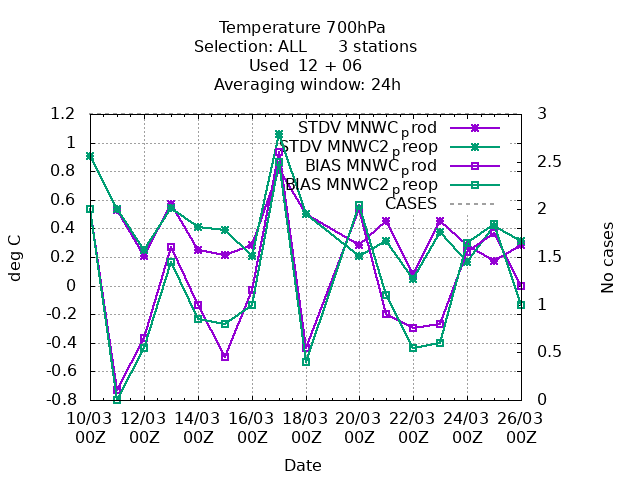 Temperature 700hPa
Selection: ALL      3 stations
Used  12 + 06
Averaging window: 24h
STDV MNWC_prod
STDV MNWC2_preop
BIAS MNWC_prod
BIAS MNWC2_preop
CASES
1.2
1
0.8
0.6
0.4
0.2
0
-0.2
-0.4
-0.6
-0.8
deg C
3
2.5
2
1.5
1
0.5
0
No cases
10/03 12/03 14/03 16/03 18/03 20/03 22/03 24/03 26/03
00Z 00Z 00Z 00Z 00Z 00Z 00Z 00Z 00Z
Date